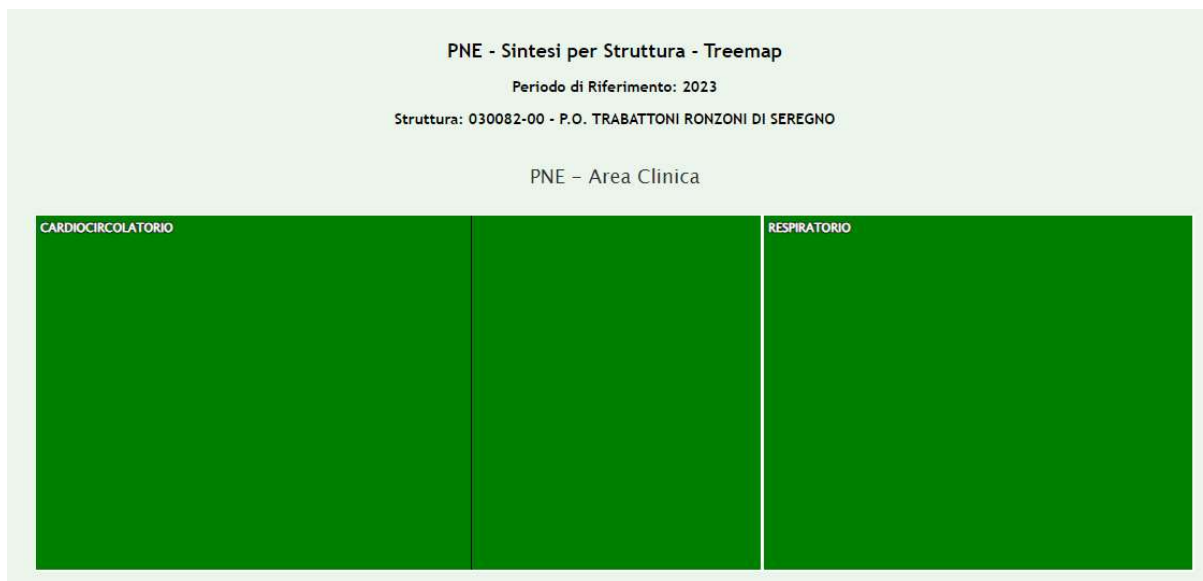 PNE - Sintesi per Struttura - Treemap
Periodo di Riferimento: 2023
Struttura: 030082-00 - P.O. TRABATTONI RONZONI DI SEREGNO
PNE – Area Clinica
CARDIOCIRCOLATORIO
RESPIRATORIO